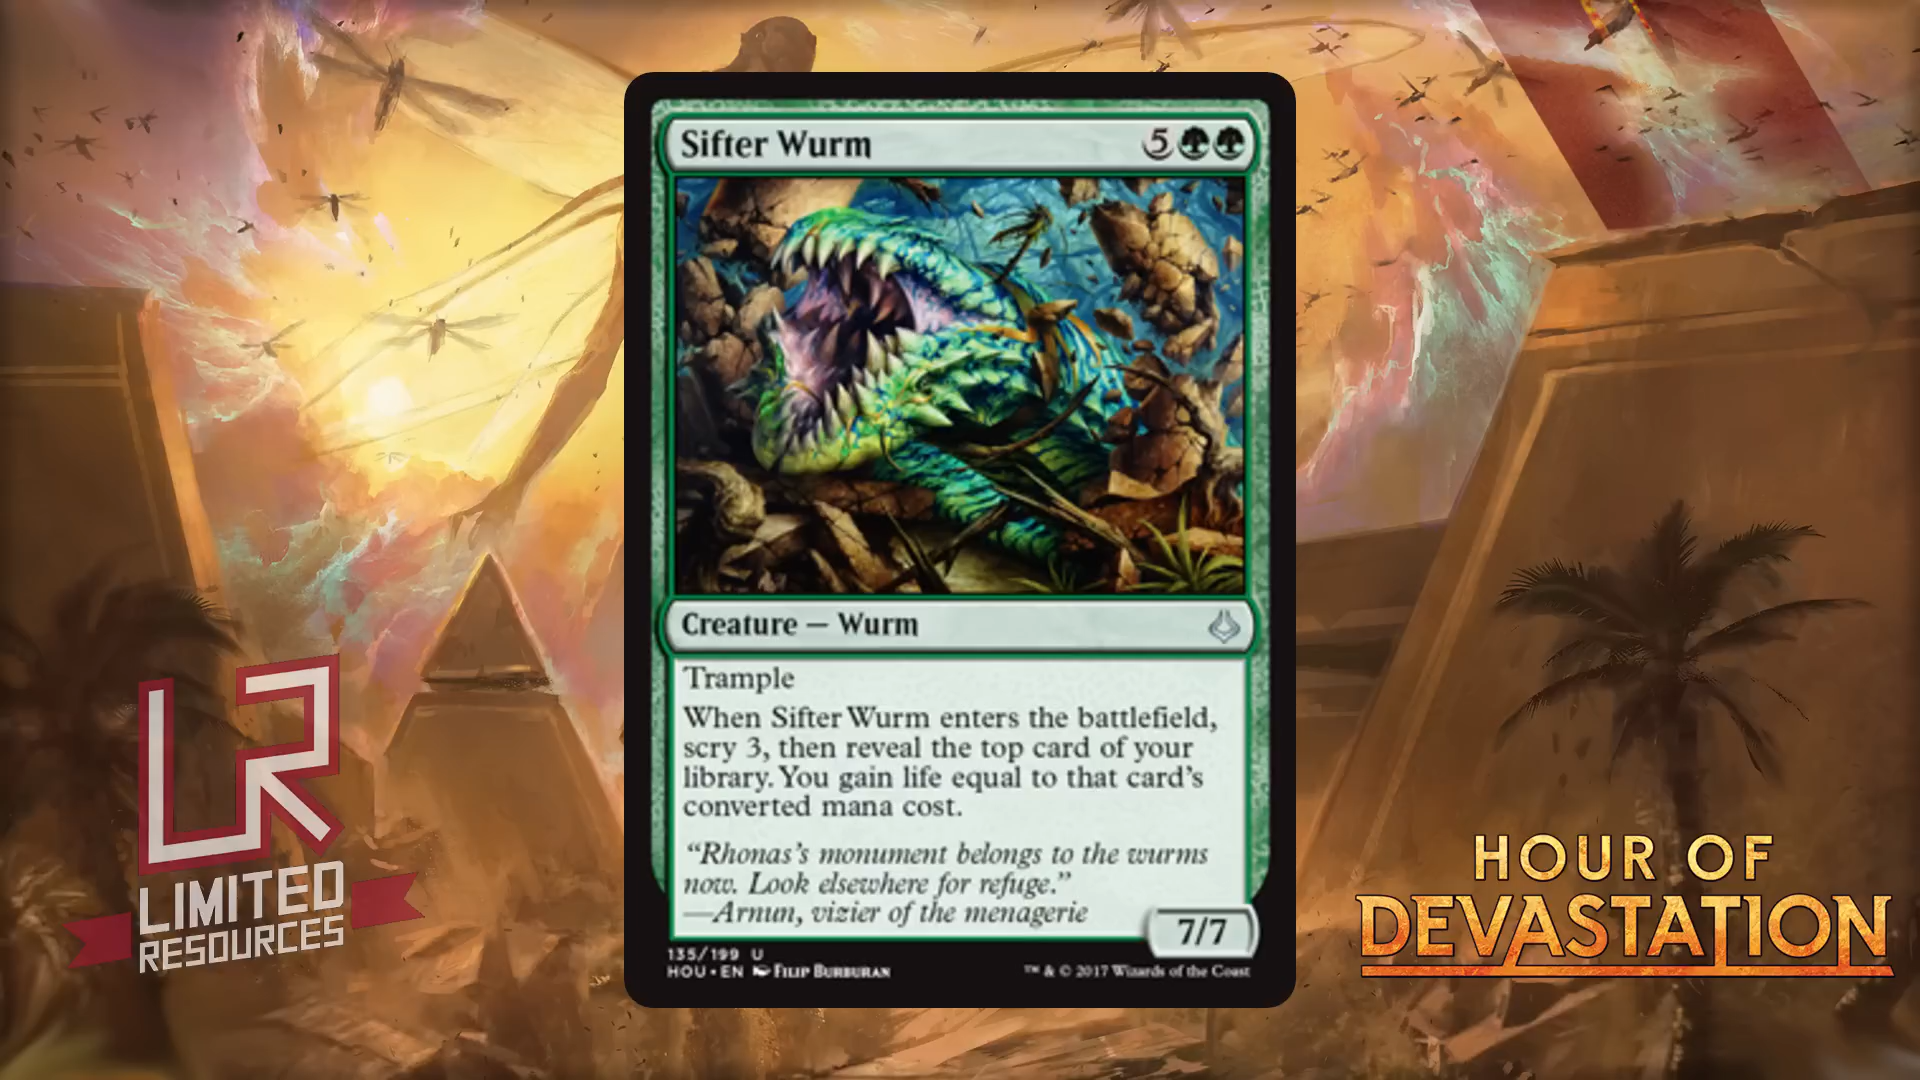 Sifter Wurm 5
Creature — Wurm
Trample
When Sifter Wurm enters the battlefield,
scry 3, then reveal the top card of your
library. You gain life equal to that card's
converted mana cost.
“Rhonas's monument belongs to the wurms
now. Look elsewhere for refuge.”
—Arnun, vizier of the menagerie
7/7
135/199 U
HOU • EN Filip Burburan
™ & © 2017 Wizards of the Coast
LR
LIMITED
RESOURCES
HOUR OF
DEVASTATION